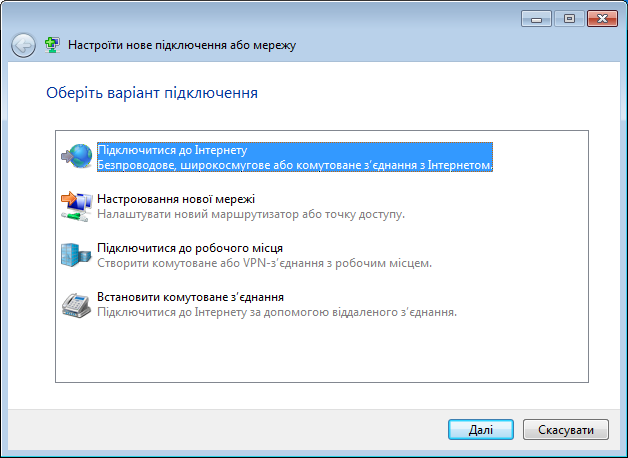 Настроїти нове підключення або мережу
Оберіть варіант підключення
Підключитися до Інтернету
Безпроводове, широкосмугове або комутоване з’єднання з Інтернетом.
Настроювання нової мережі
Налаштувати новий маршрутизатор або точку доступу.
Підключитися до робочого місця
Створити комутоване або VPN-з’єднання з робочим місцем.
Встановити комутоване з’єднання
Підключитися до Інтернету за допомогою віддаленого з’єднання.
Далі
Скасувати